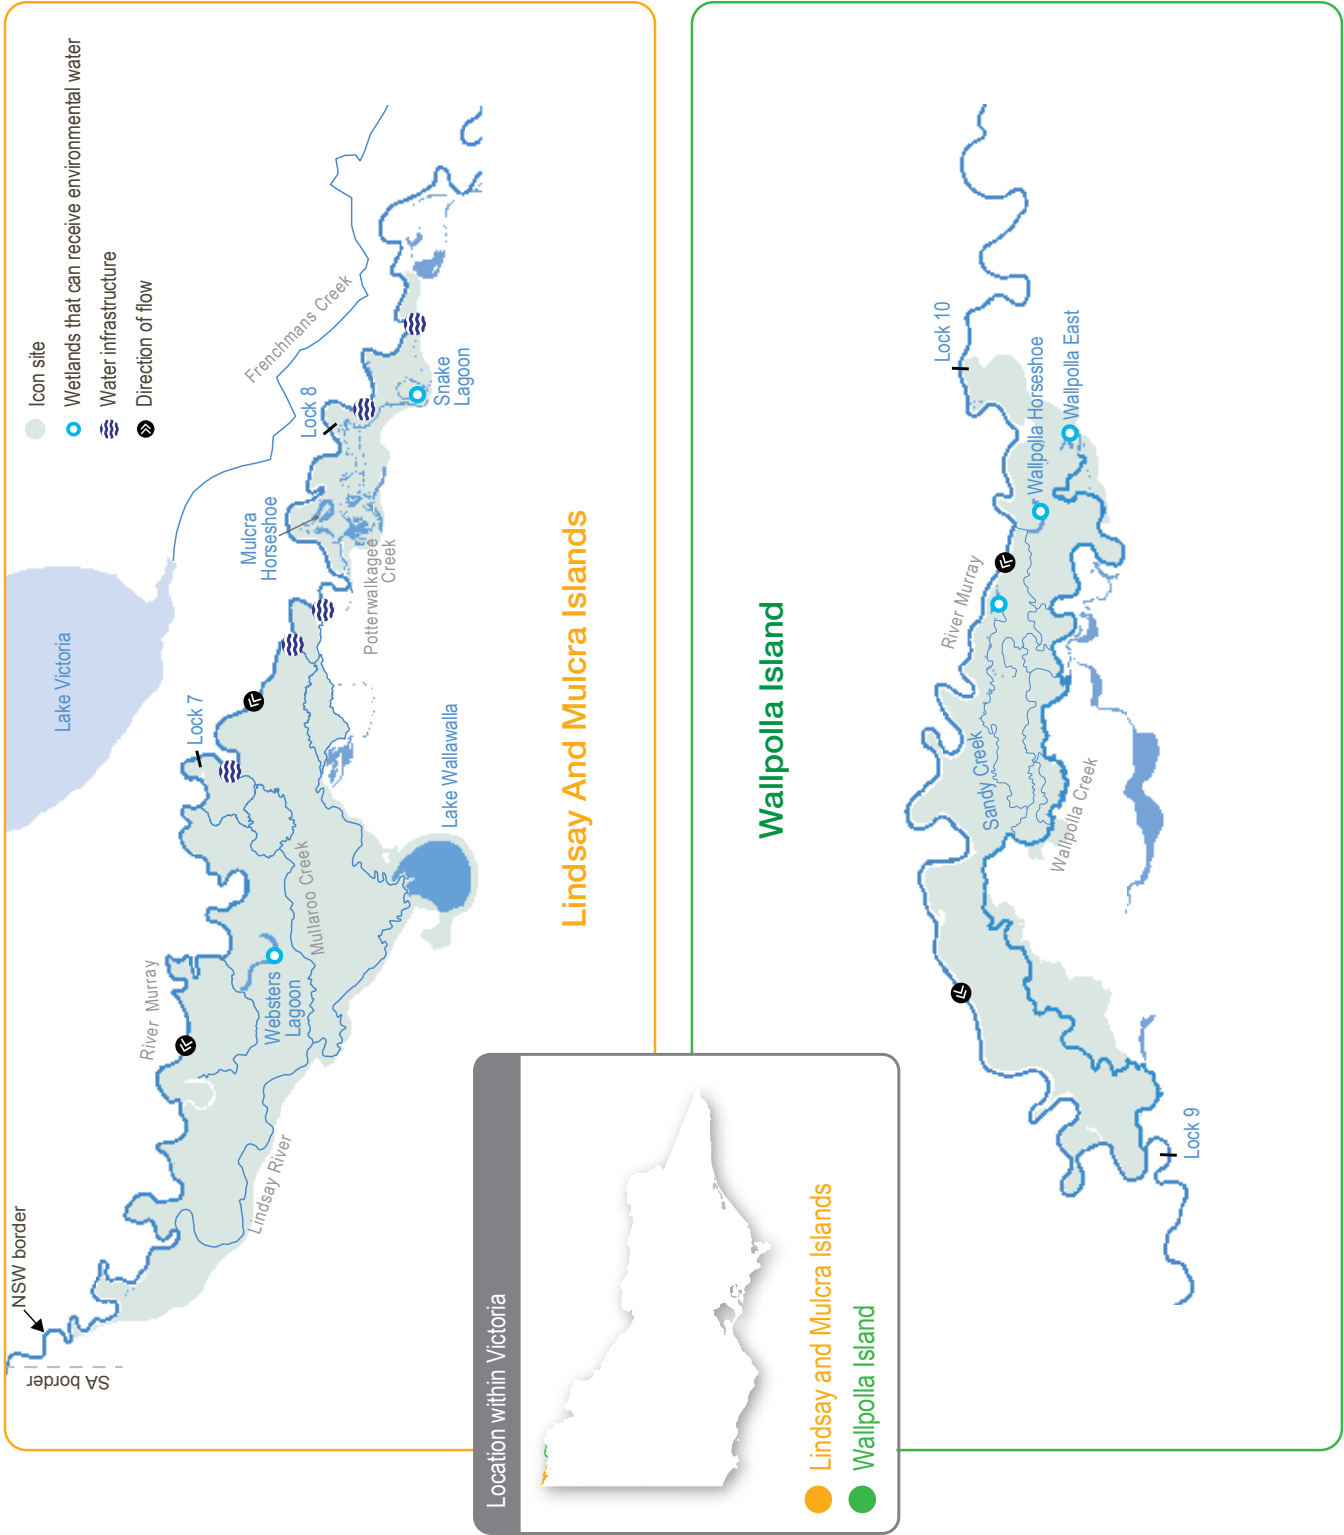 Icon site
Wetlands that can receive environmental water
Water infrastructure
Direction of flow
NSW border
SA border
Lake Victoria
Frenchmans Creek
Lock 8
Mulcra
Horseshoe
Snake
Lagoon
Potterwalkagee
Creek
Lock 7
Lake Wallawalla
Mullaroo Creek
River Murray
Websters
Lagoon
Lindsay River
Lindsay And Mulcra Islands
Wallpolla Island
Lock 10
Wallpolla Horseshoe
Wallpolla East
River Murray
Sandy Creek
Wallpolla Creek
Lock 9
Location within Victoria
Lindsay and Mulcra Islands
Wallpolla Island